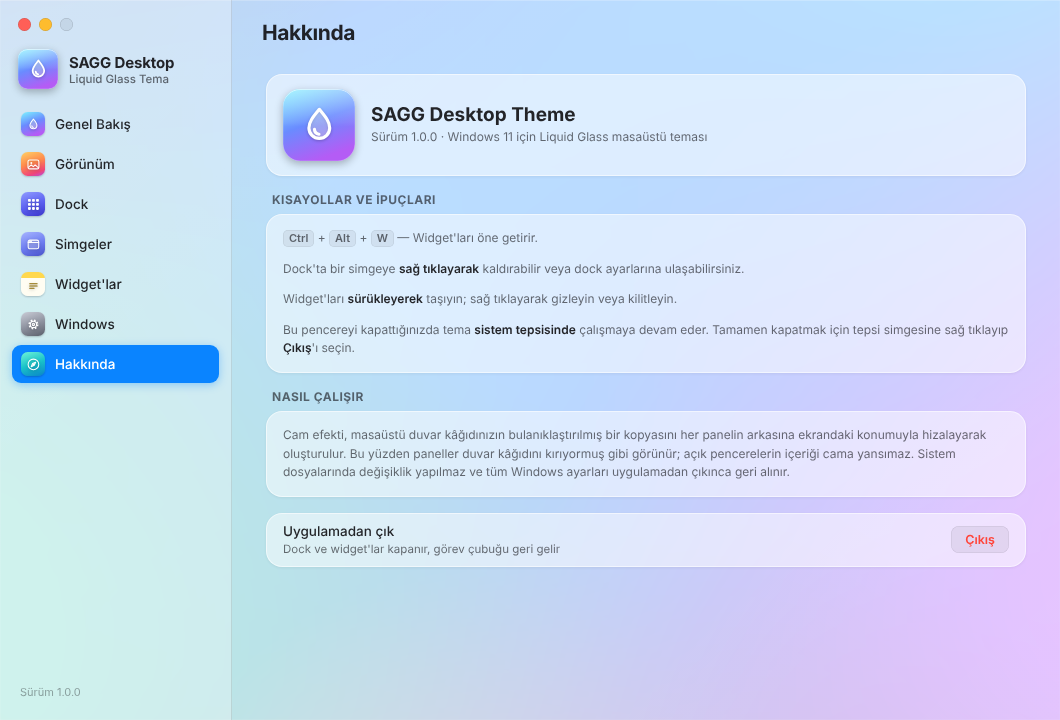 Hakkında
SAGG Desktop
Liquid Glass Tema
Genel Bakış
Görünüm
Dock
Simgeler
Widget'lar
Windows
Hakkında
Sürüm 1.0.0
SAGG Desktop Theme
Sürüm 1.0.0 · Windows 11 için Liquid Glass masaüstü teması
KISAYOLLAR VE İPUÇLARI
Ctrl + Alt + W — Widget'ları öne getirir.
Dock'ta bir simgeye sağ tıklayarak kaldırabilir veya dock ayarlarına ulaşabilirsiniz.
Widget'ları sürükleyerek taşıyın; sağ tıklayarak gizleyin veya kilitleyin.
Bu pencereyi kapattığınızda tema sistem tepsisinde çalışmaya devam eder. Tamamen kapatmak için tepsi simgesine sağ tıklayıp
Çıkış'ı seçin.
NASIL ÇALIŞIR
Cam efekti, masaüstü duvar kâğıdınızın bulanıklaştırılmış bir kopyasını her panelin arkasına ekrandaki konumuyla hizalayarak
oluşturulur. Bu yüzden paneller duvar kâğıdını kırıyormuş gibi görünür; açık pencerelerin içeriği cama yansımaz. Sistem
dosyalarında değişiklik yapılmaz ve tüm Windows ayarları uygulamadan çıkınca geri alınır.
Uygulamadan çık
Dock ve widget'lar kapanır, görev çubuğu geri gelir
Çıkış